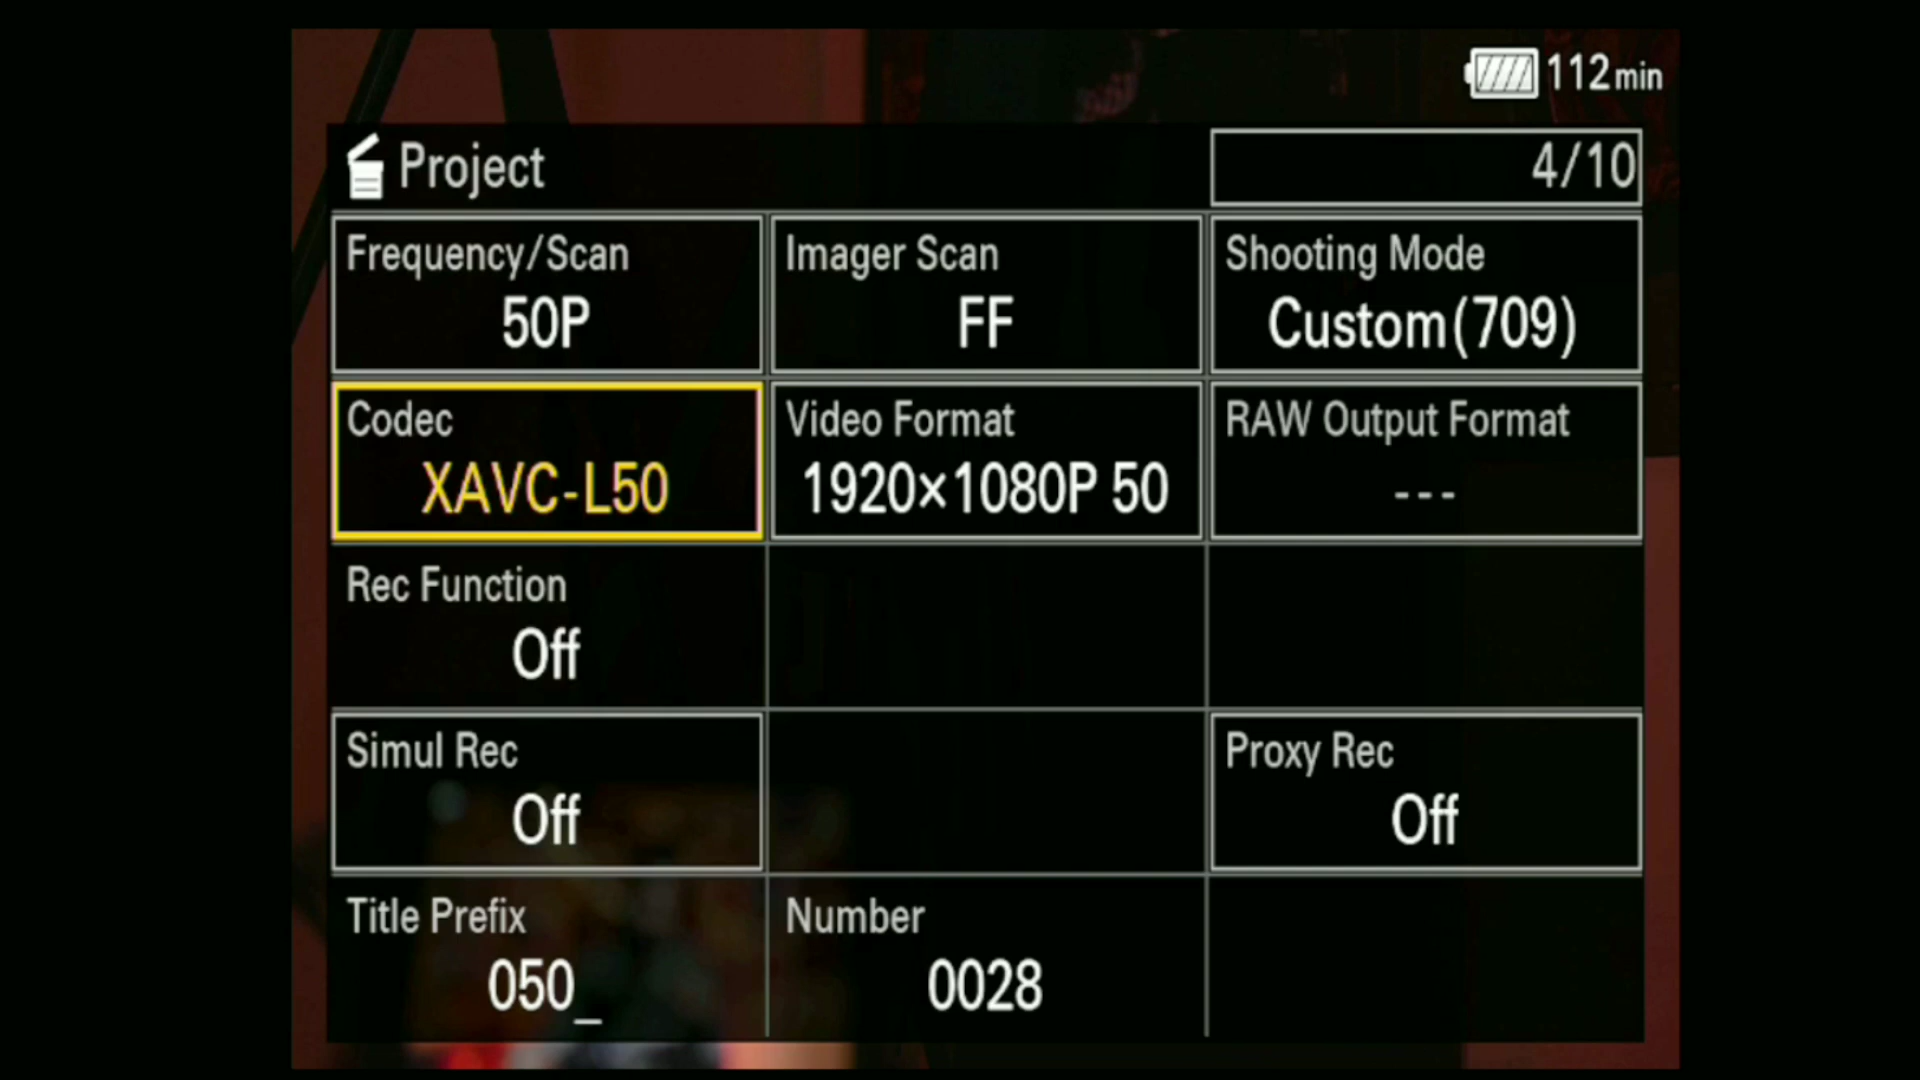 112min
Project
4/10
Frequency/Scan
50P
Imager Scan
FF
Shooting Mode
Custom(709)
Codec
XAVC-L50
Video Format
1920×1080P 50
RAW Output Format
---
Rec Function
Off
Simul Rec
Off
Proxy Rec
Off
Title Prefix
050_
Number
0028